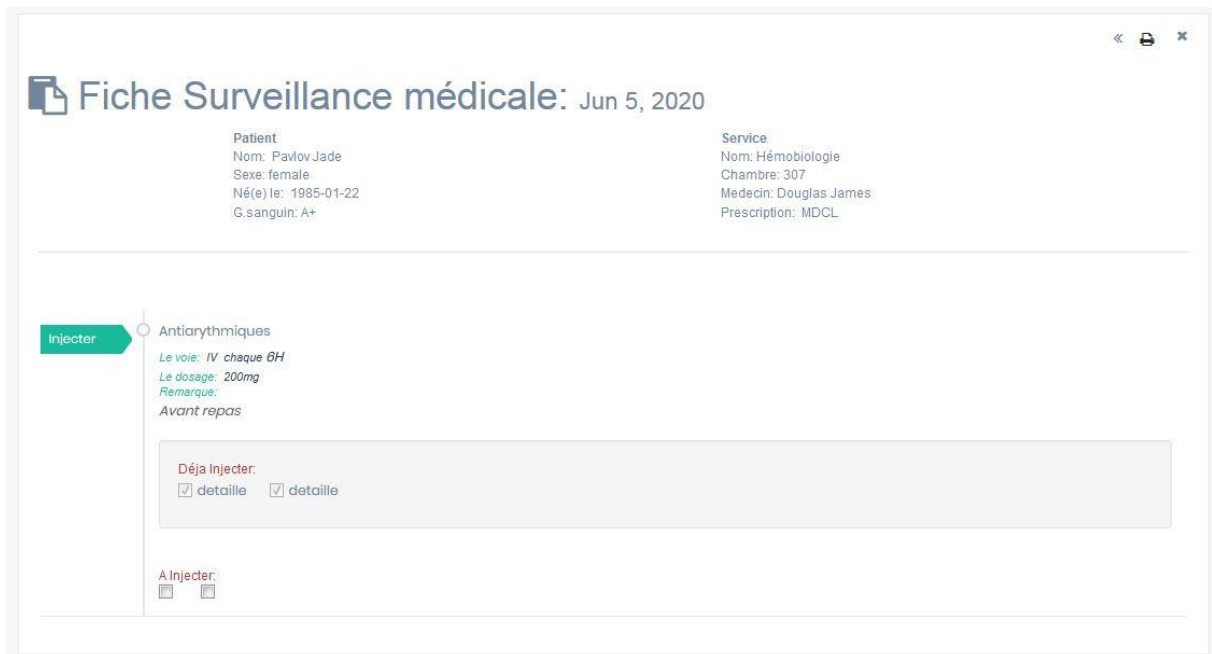 Fiche Surveillance médicale: Jun 5, 2020
Patient
Nom: Pavlov Jade
Sexe: female
Né(e) le: 1985-01-22
G.sanguin: A+
Service
Nom: Hémobiologie
Chambre: 307
Medecin: Douglas James
Prescription: MDCL
Injecter
Antiarythmiques
Le voie: IV chaque 6H
Le dosage: 200mg
Remarque:
Avant repas
Déja Injecter:
detaille detaille
A Injecter: